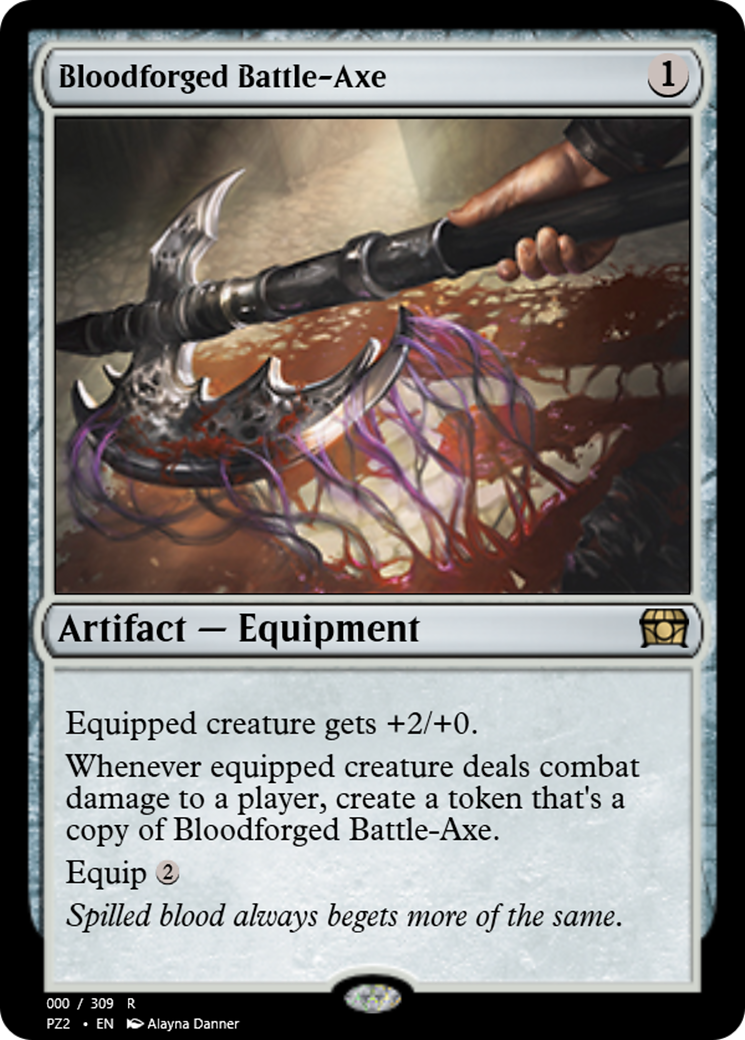 Bloodforged Battle-Axe 1
Artifact — Equipment
Equipped creature gets +2/+0.
Whenever equipped creature deals combat
damage to a player, create a token that's a
copy of Bloodforged Battle-Axe.
Equip 2
Spilled blood always begets more of the same.
000 / 309 R
PZ2 • EN Alayna Danner